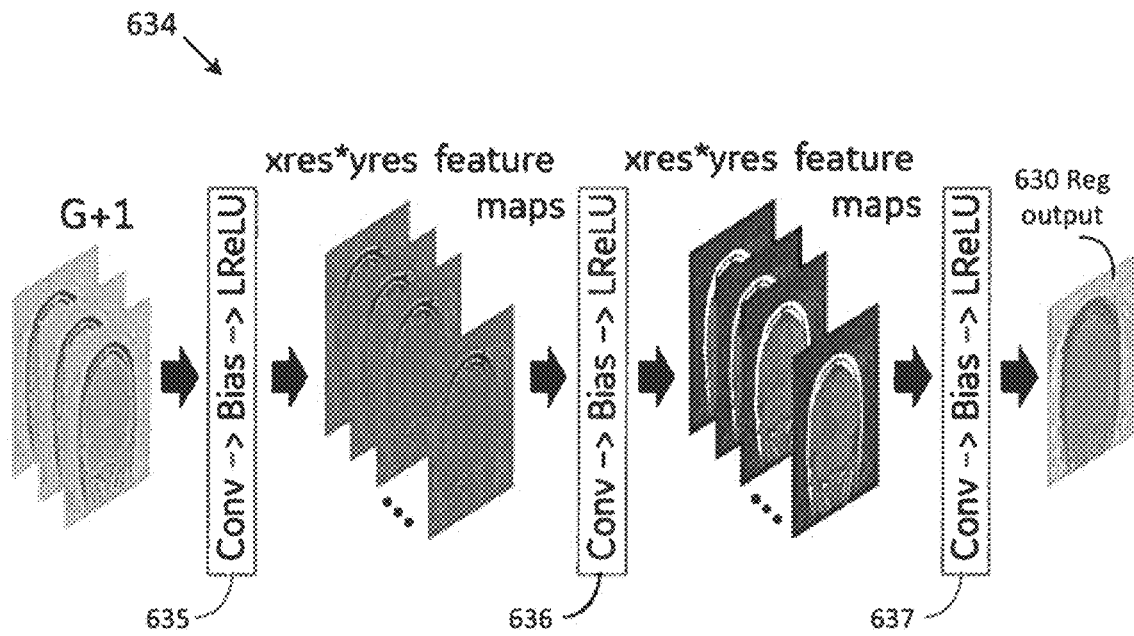 634
xres*yres feature
maps
xres*yres feature
maps
630 Reg
output
G+1
Conv --> Bias --> LReLU
Conv --> Bias --> LReLU
Conv --> Bias --> LReLU
635
636
637